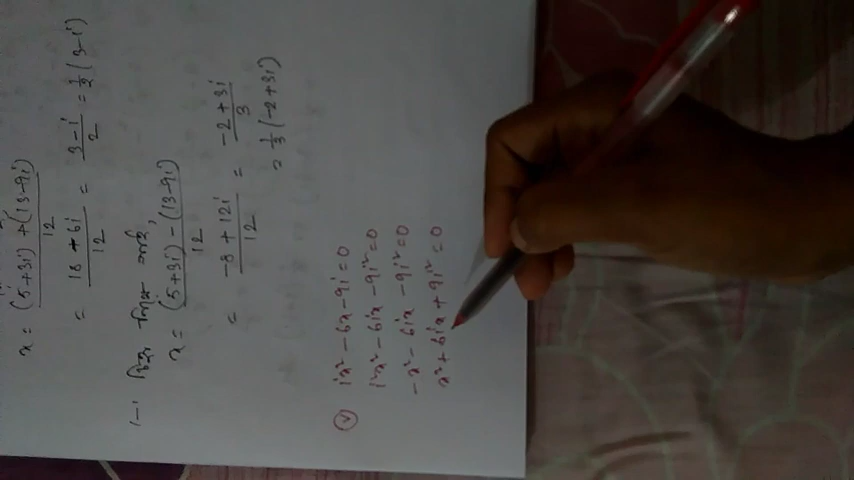 x = (5+3i) + (13-9i) / 12
= 18 + 6i / 12 = 3 - i / 2 = 1/2 (3-i)
(-) চিহ্ন নিয়ে পাই,
x = (5+3i) - (13-9i) / 12
= -8 + 12i / 12 = -2 + 3i / 3
= 1/3 (-2+3i)
(v) ix² - 6x - 9i = 0
i²x² - 6ix - 9i² = 0
-x² - 6ix - 9i² = 0
x² + 6ix + 9i² = 0